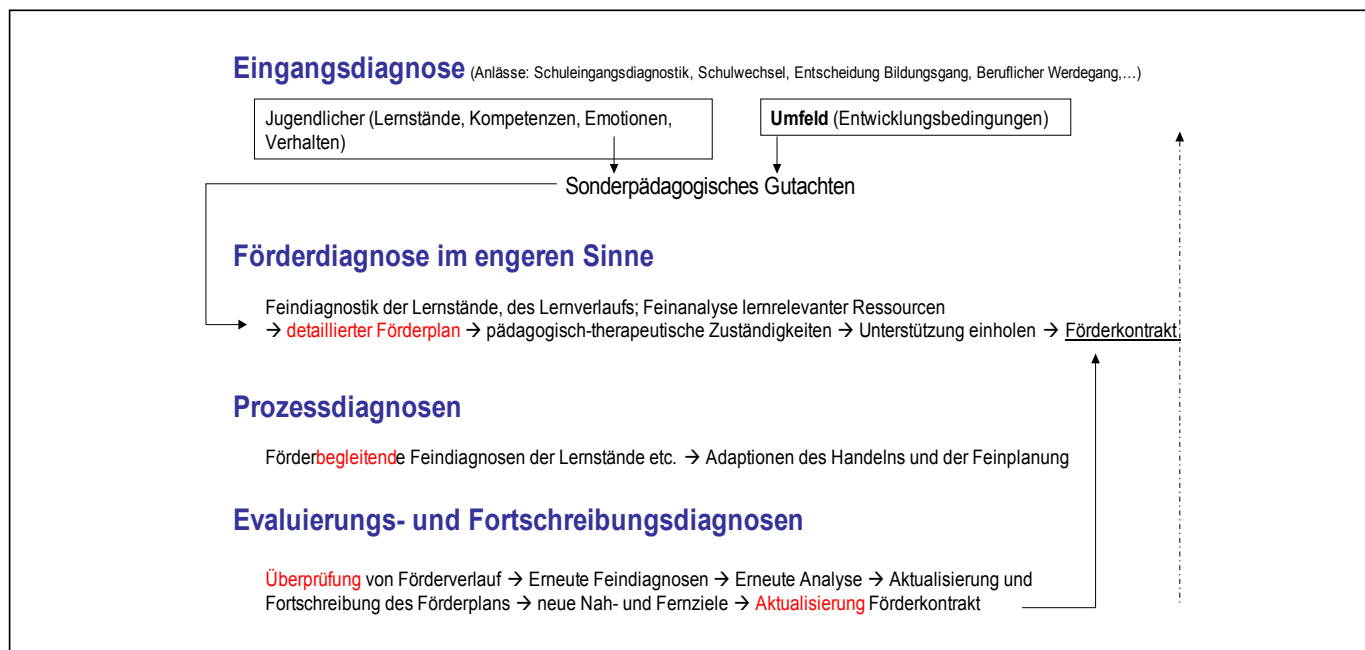 Eingangsdiagnose (Anlässe: Schuleingangsdiagnostik, Schulwechsel, Entscheidung Bildungsgang, Beruflicher Werdegang,…)
Jugendlicher (Lernstände, Kompetenzen, Emotionen,
Verhalten)
Umfeld (Entwicklungsbedingungen)
Sonderpädagogisches Gutachten
Förderdiagnose im engeren Sinne
Feindiagnostik der Lernstände, des Lernverlaufs; Feinanalyse lernrelevanter Ressourcen
→ detaillierter Förderplan → pädagogisch-therapeutische Zuständigkeiten → Unterstützung einholen → Förderkontrakt
Prozessdiagnosen
Förderbegleitende Feindiagnosen der Lernstände etc. → Adaptionen des Handelns und der Feinplanung
Evaluierungs- und Fortschreibungsdiagnosen
Überprüfung von Förderverlauf → Erneute Feindiagnosen → Erneute Analyse → Aktualisierung und
Fortschreibung des Förderplans → neue Nah- und Fernziele → Aktualisierung Förderkontrakt